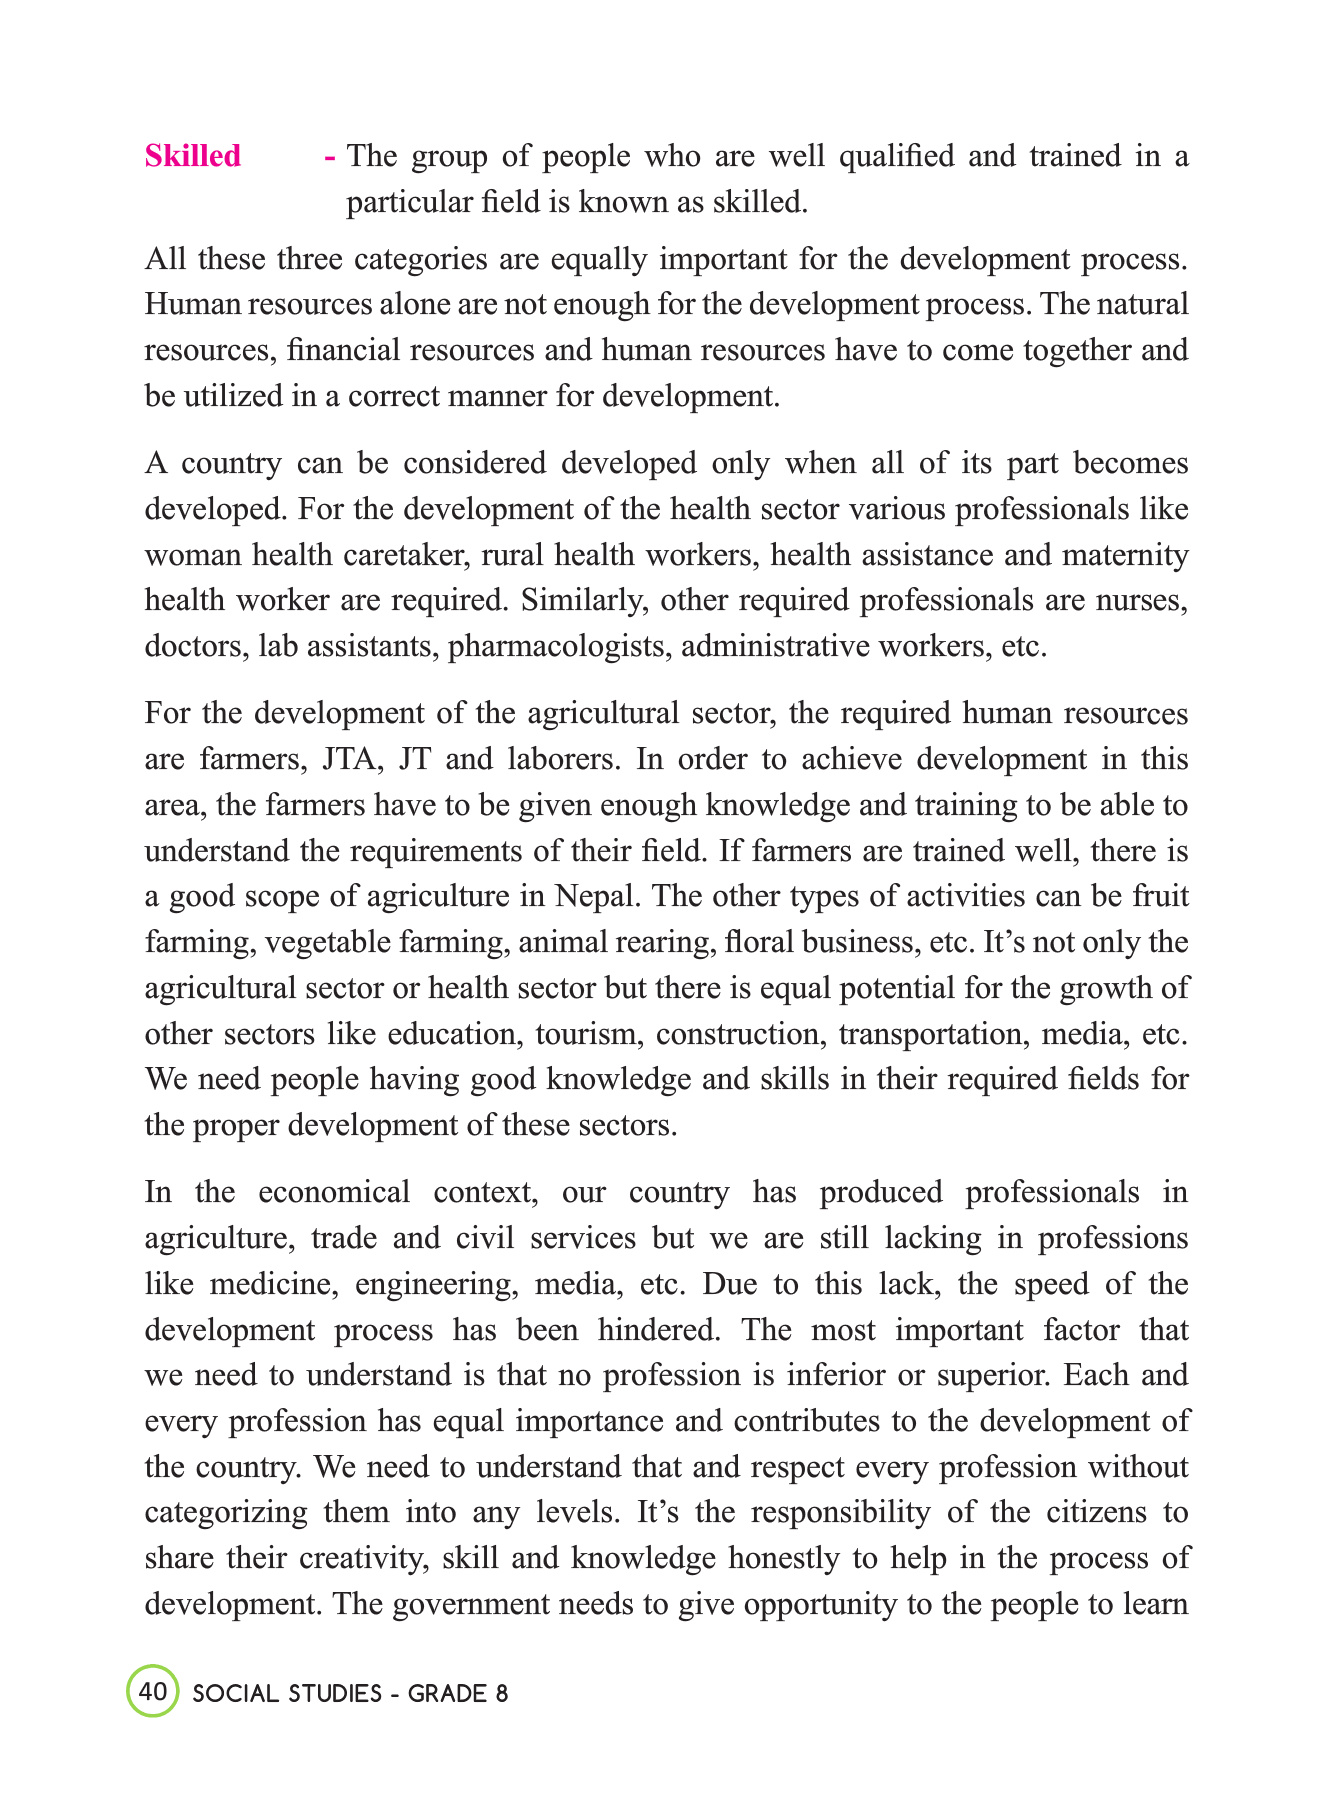 Skilled - The group of people who are well qualified and trained in a
particular field is known as skilled.
All these three categories are equally important for the development process.
Human resources alone are not enough for the development process. The natural
resources, financial resources and human resources have to come together and
be utilized in a correct manner for development.
A country can be considered developed only when all of its part becomes
developed. For the development of the health sector various professionals like
woman health caretaker, rural health workers, health assistance and maternity
health worker are required. Similarly, other required professionals are nurses,
doctors, lab assistants, pharmacologists, administrative workers, etc.
For the development of the agricultural sector, the required human resources
are farmers, JTA, JT and laborers. In order to achieve development in this
area, the farmers have to be given enough knowledge and training to be able to
understand the requirements of their field. If farmers are trained well, there is
a good scope of agriculture in Nepal. The other types of activities can be fruit
farming, vegetable farming, animal rearing, floral business, etc. It’s not only the
agricultural sector or health sector but there is equal potential for the growth of
other sectors like education, tourism, construction, transportation, media, etc.
We need people having good knowledge and skills in their required fields for
the proper development of these sectors.
In the economical context, our country has produced professionals in
agriculture, trade and civil services but we are still lacking in professions
like medicine, engineering, media, etc. Due to this lack, the speed of the
development process has been hindered. The most important factor that
we need to understand is that no profession is inferior or superior. Each and
every profession has equal importance and contributes to the development of
the country. We need to understand that and respect every profession without
categorizing them into any levels. It’s the responsibility of the citizens to
share their creativity, skill and knowledge honestly to help in the process of
development. The government needs to give opportunity to the people to learn
40 SOCIAL STUDIES - GRADE 8